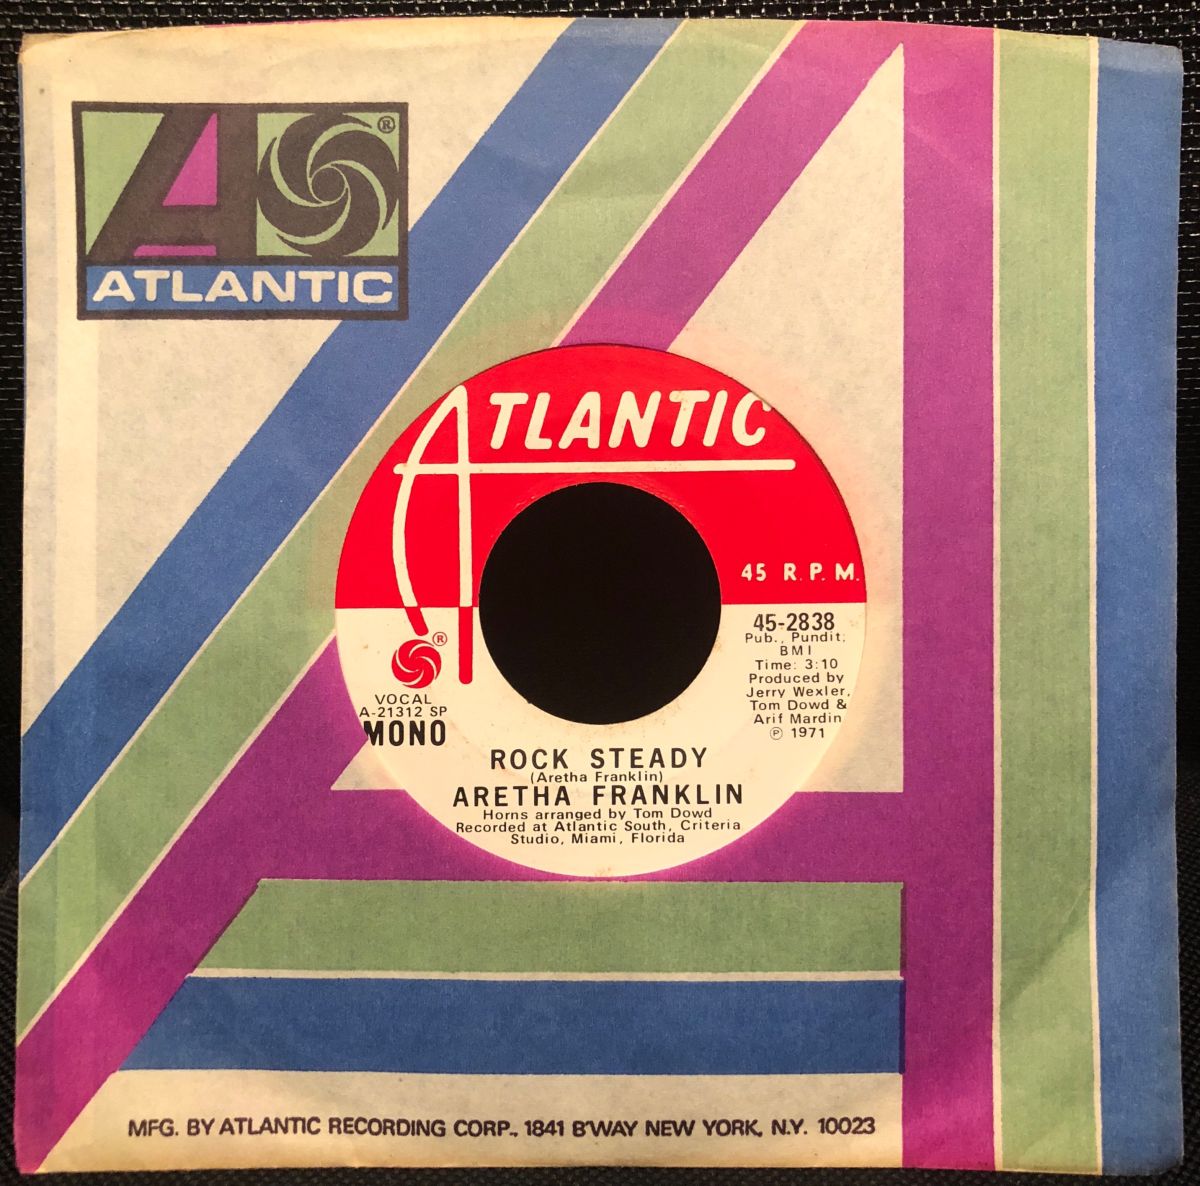 A ®
ATLANTIC
ATLANTIC
45 R.P.M.
45-2838
Pub., Pundit;
BMI
Time: 3:10
Produced by
Jerry Wexler,
Tom Dowd &
Arif Mardin
Ⓟ 1971
®
VOCAL
A-21312 SP
MONO
ROCK STEADY
(Aretha Franklin)
ARETHA FRANKLIN
Horns arranged by Tom Dowd
Recorded at Atlantic South, Criteria
Studio, Miami, Florida
MFG. BY ATLANTIC RECORDING CORP., 1841 B'WAY NEW YORK, N.Y. 10023